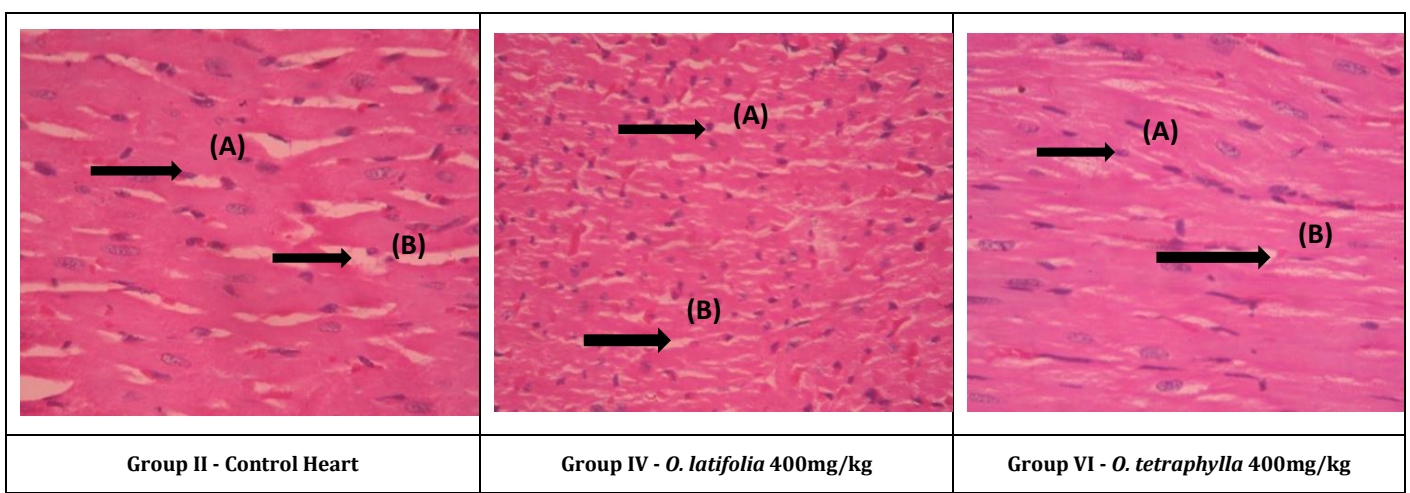 (A)
(B)
(A)
(B)
(A)
(B)
Group II - Control Heart
Group IV - O. latifolia 400mg/kg
Group VI - O. tetraphylla 400mg/kg